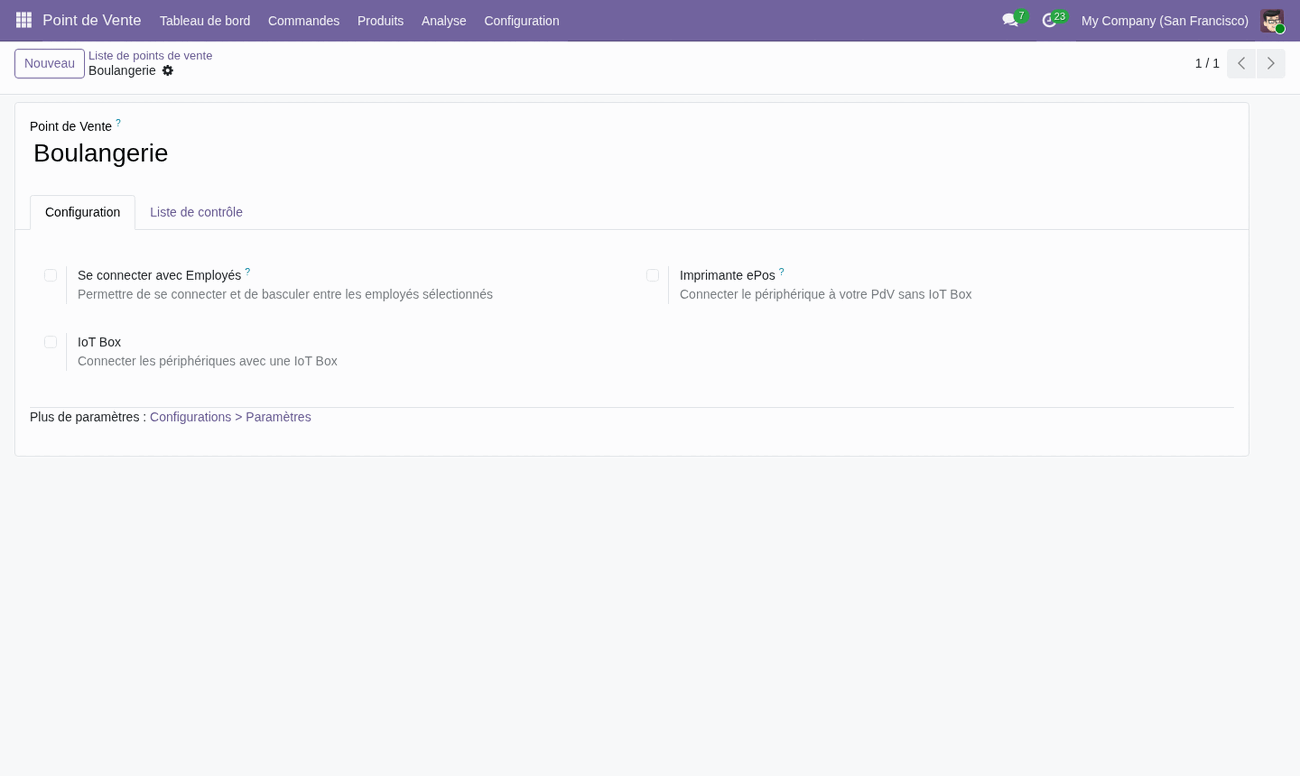 Point de Vente Tableau de bord Commandes Produits Analyse Configuration 7 23 My Company (San Francisco)
Nouveau
Liste de points de vente
Boulangerie
1 / 1
Point de Vente ?
Boulangerie
Configuration Liste de contrôle
Se connecter avec Employés ?
Permettre de se connecter et de basculer entre les employés sélectionnés
Imprimante ePos ?
Connecter le périphérique à votre PdV sans IoT Box
IoT Box
Connecter les périphériques avec une IoT Box
Plus de paramètres : Configurations > Paramètres